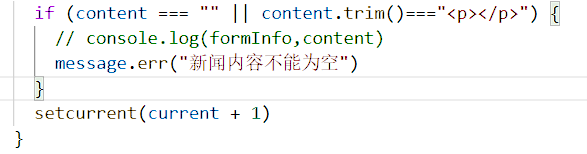 if (content === "" || content.trim()==="<p></p>") {
// console.log(formInfo,content)
message.err("新闻内容不能为空")
}
setcurrent(current + 1)
}